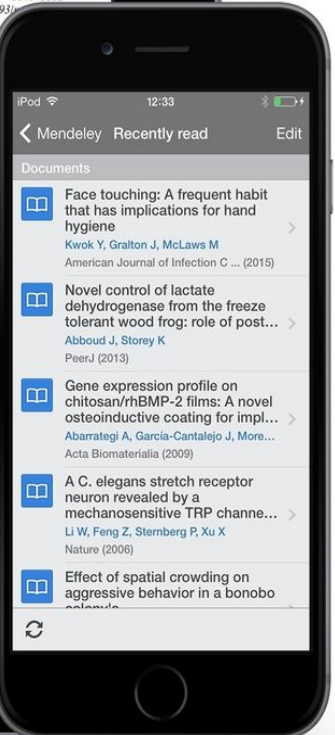 93(
iPod 12:33
Mendeley Recently read Edit
Documents
Face touching: A frequent habit
that has implications for hand
hygiene
Kwok Y, Gralton J, McLaws M
American Journal of Infection C ... (2015)
Novel control of lactate
dehydrogenase from the freeze
tolerant wood frog: role of post...
Abboud J, Storey K
PeerJ (2013)
Gene expression profile on
chitosan/rhBMP-2 films: A novel
osteoinductive coating for impl...
Abarrategi A, García-Cantalejo J, More...
Acta Biomaterialia (2009)
A C. elegans stretch receptor
neuron revealed by a
mechanosensitive TRP channe...
Li W, Feng Z, Sternberg P, Xu X
Nature (2006)
Effect of spatial crowding on
aggressive behavior in a bonobo
colony's